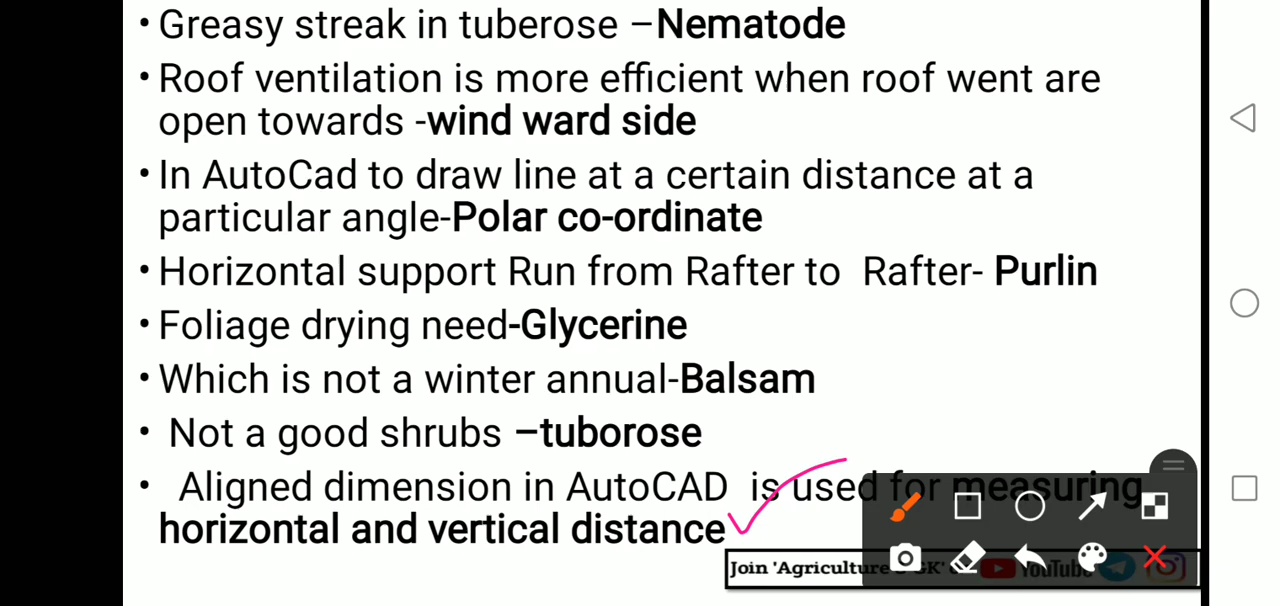 • Greasy streak in tuberose –Nematode
• Roof ventilation is more efficient when roof went are
open towards -wind ward side
• In AutoCad to draw line at a certain distance at a
particular angle-Polar co-ordinate
• Horizontal support Run from Rafter to Rafter- Purlin
• Foliage drying need-Glycerine
• Which is not a winter annual-Balsam
• Not a good shrubs –tuborose
• Aligned dimension in AutoCAD is used for measuring
horizontal and vertical distance
Join 'Agriculture GK' YouTube